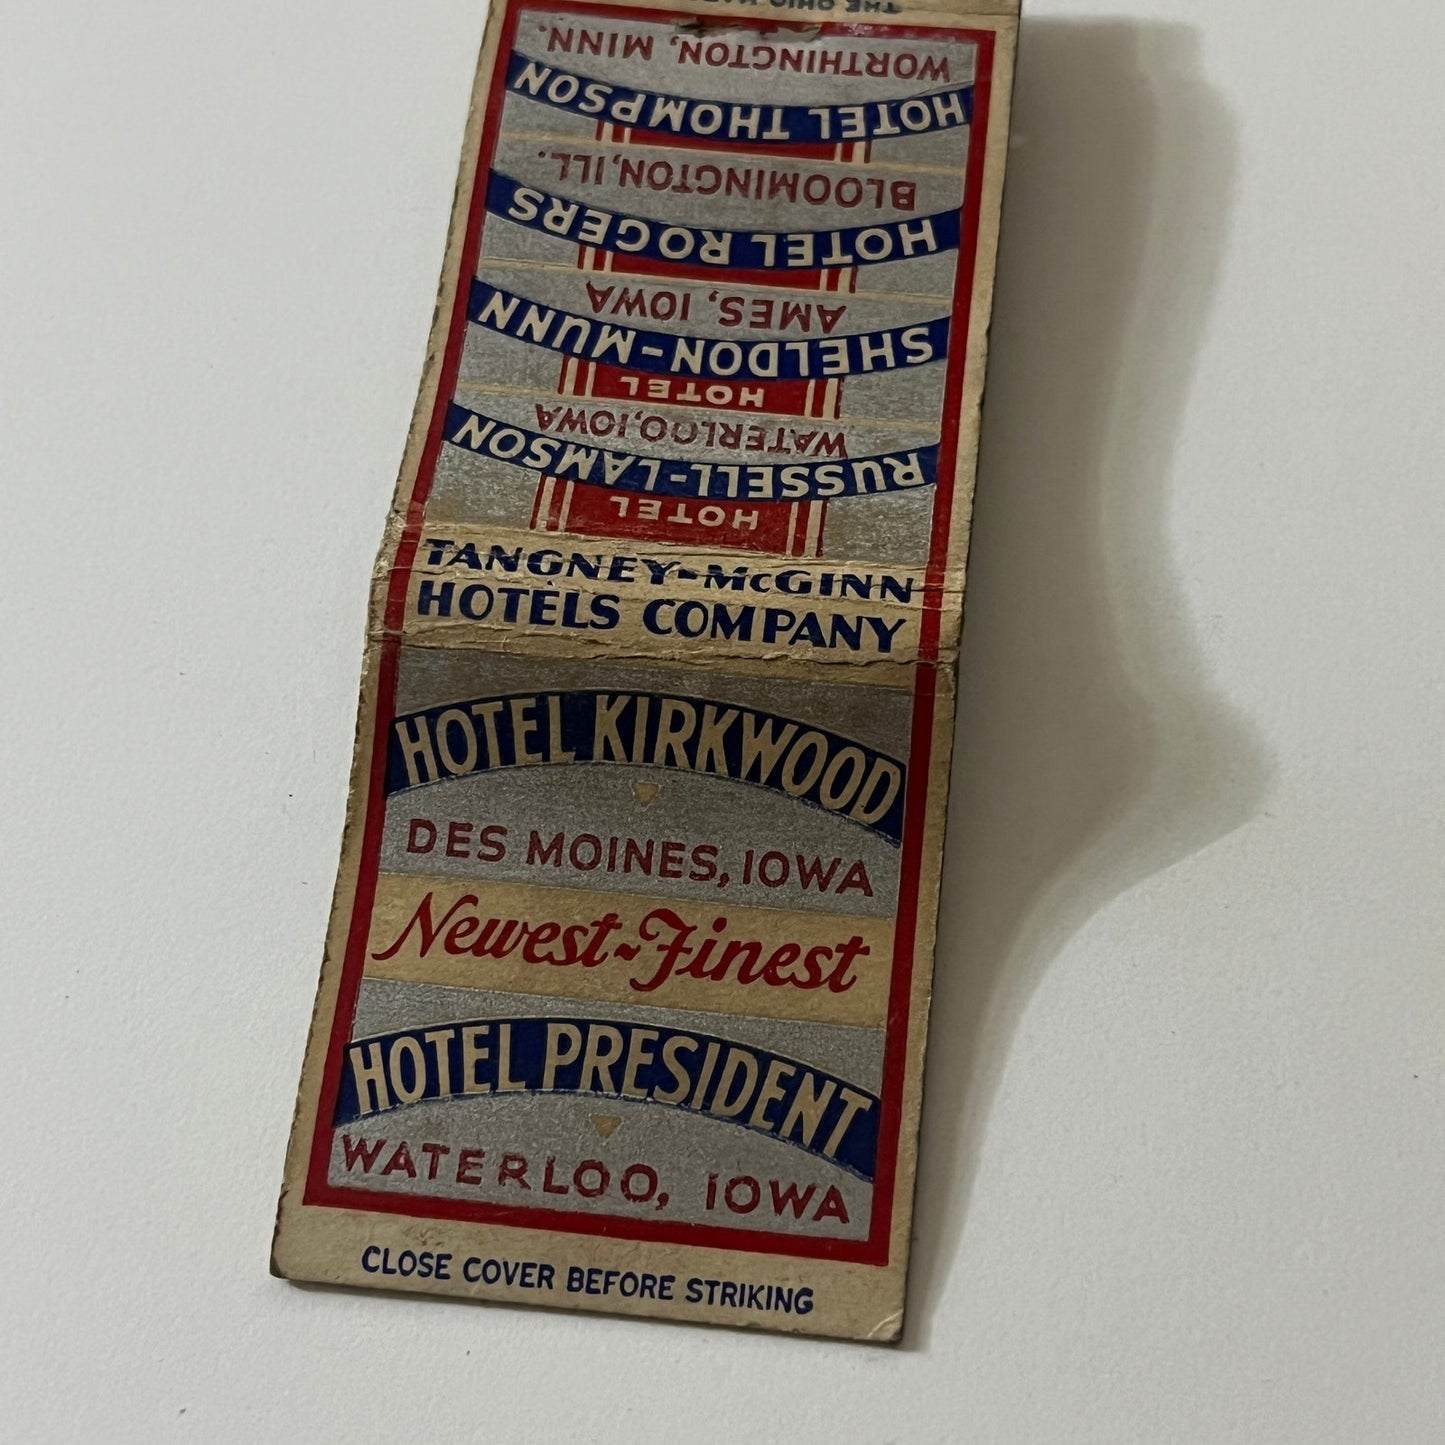 HOTEL KIRKWOOD
DES MOINES, IOWA
Newest~Finest
HOTEL PRESIDENT
WATERLOO, IOWA
CLOSE COVER BEFORE STRIKING
TANGNEY-McGINN
HOTELS COMPANY
HOTEL
RUSSELL-LAMSON
WATERLOO, IOWA
HOTEL
SHELDON-MUNN
AMES, IOWA
HOTEL ROGERS
BLOOMINGTON, ILL.
HOTEL THOMPSON
WORTHINGTON, MINN.
THE OHIO